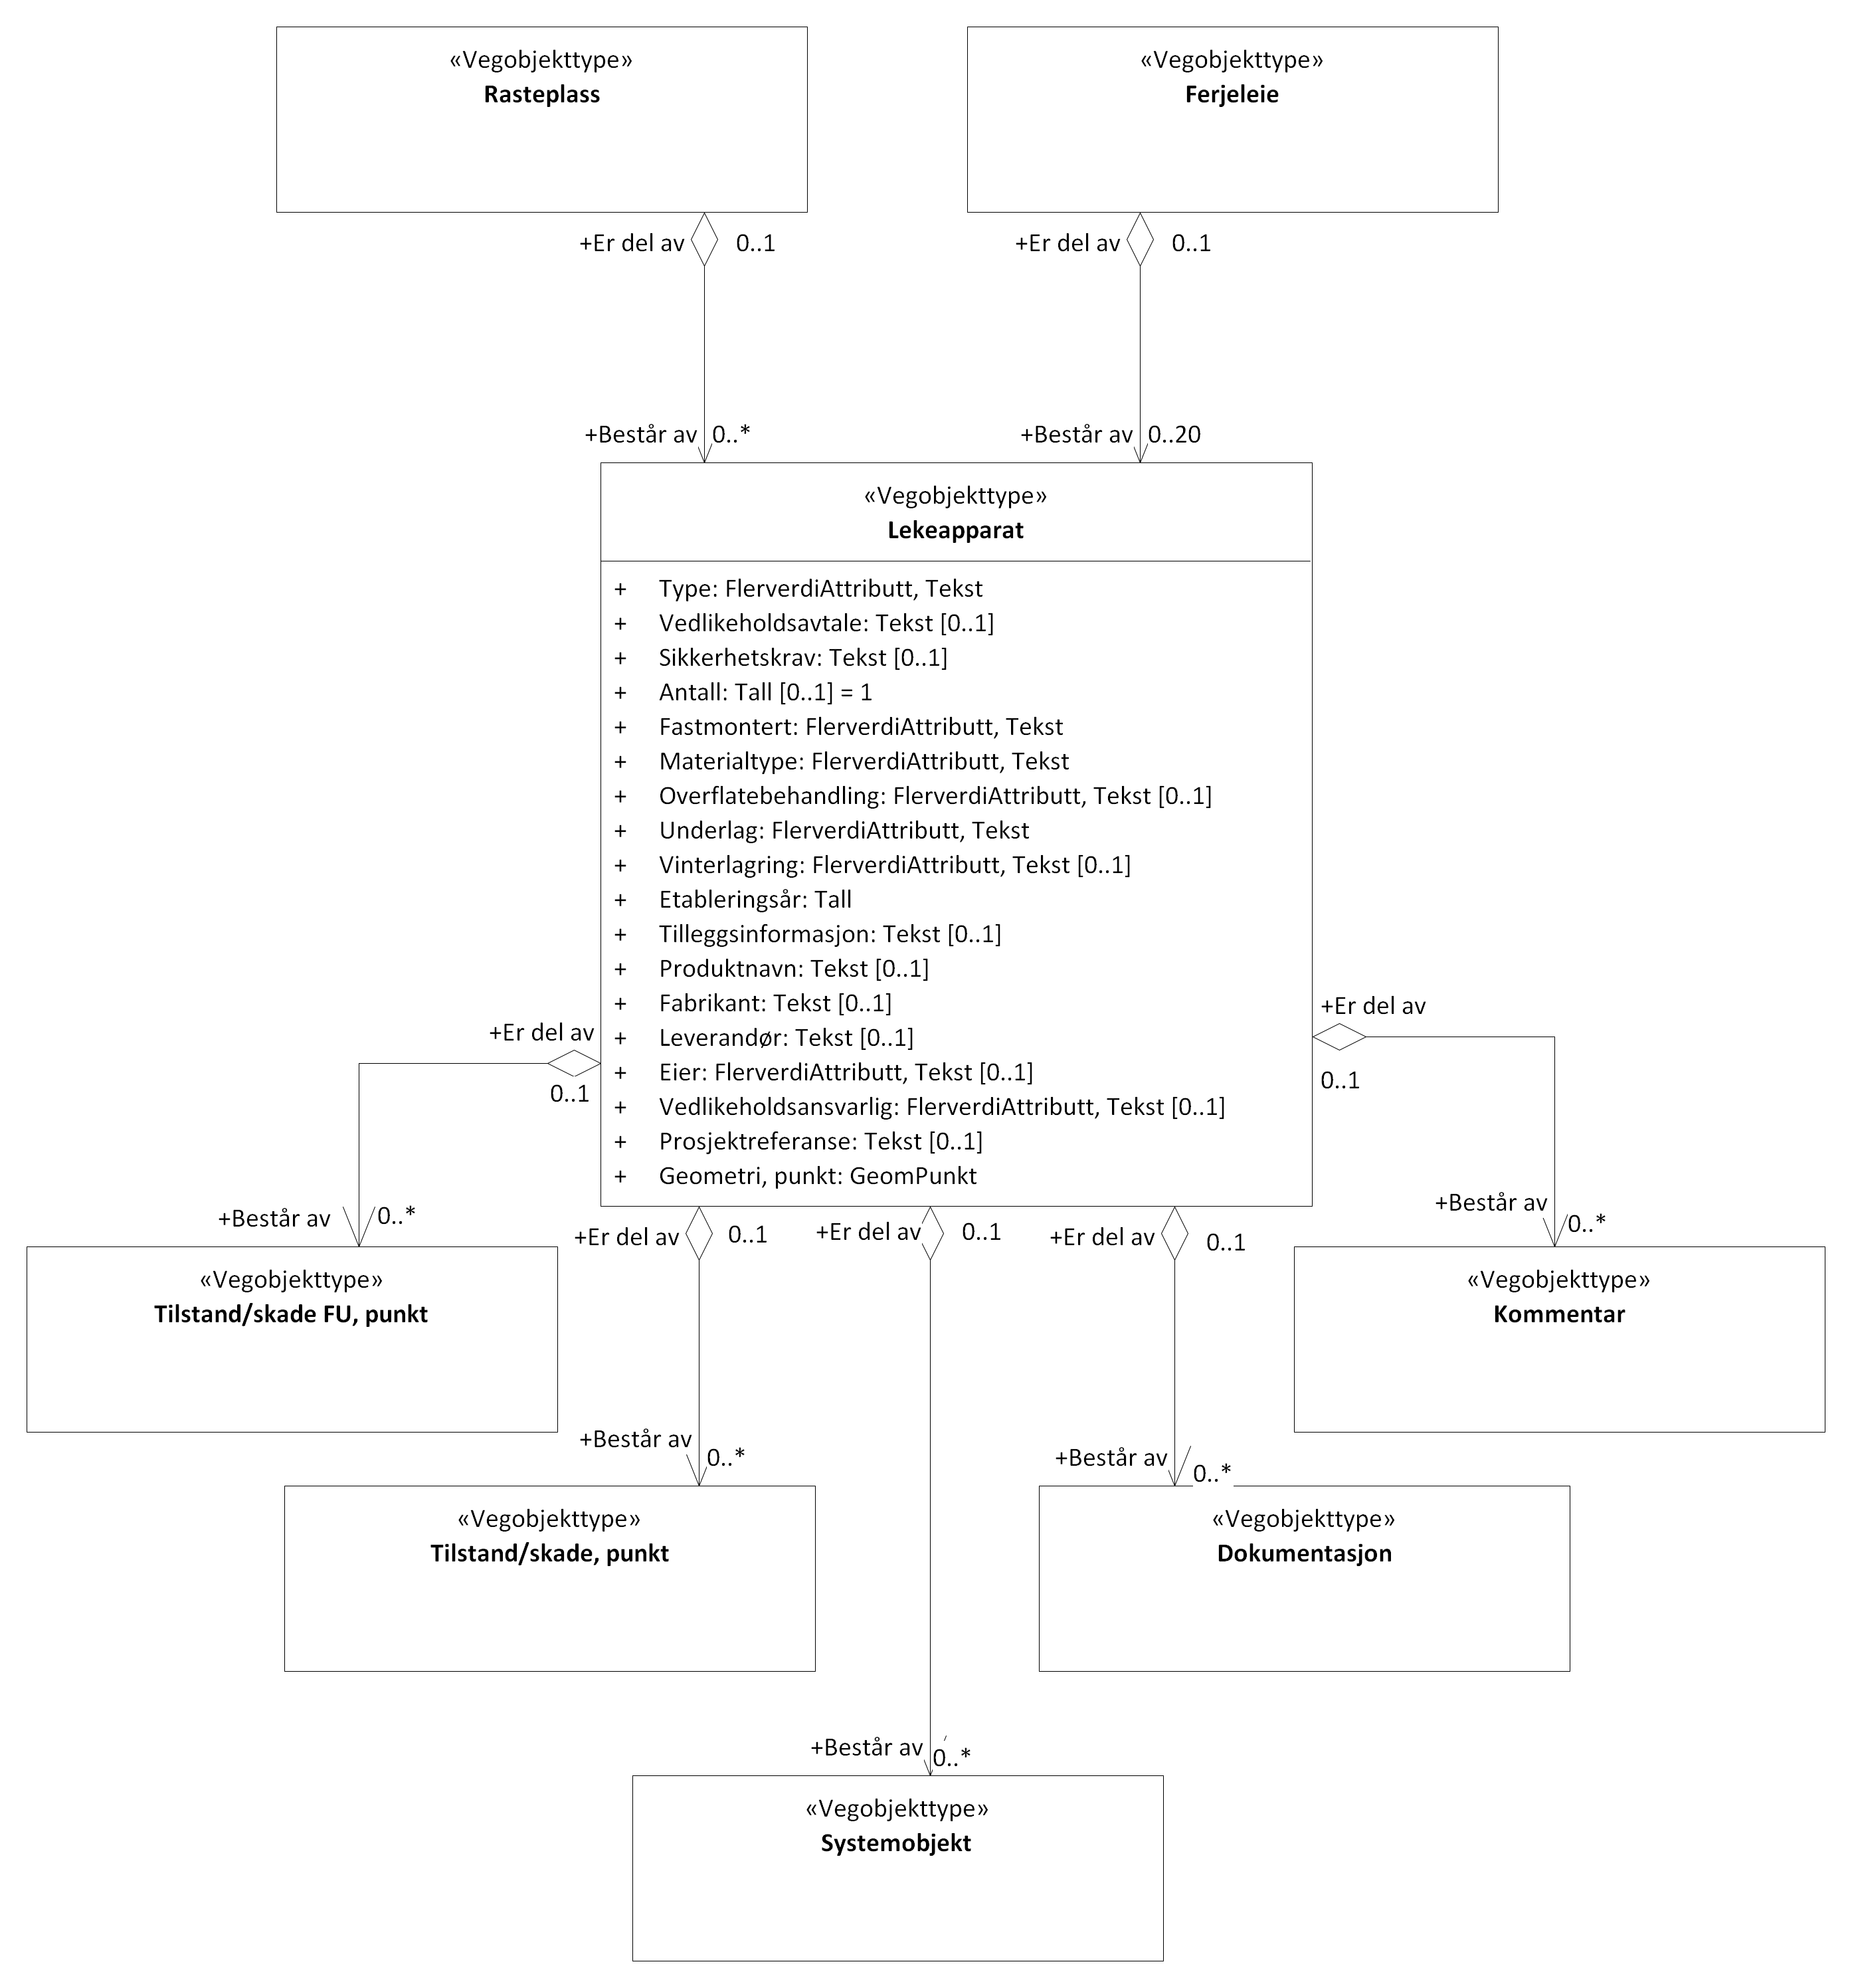 «Vegobjekttype»
Rasteplass
«Vegobjekttype»
Ferjeleie
+Er del av
0..1
+Er del av
0..1
+Består av
0..*
+Består av
0..20
«Vegobjekttype»
Lekeapparat
+ Type: FlerverdiAttributt, Tekst
+ Vedlikeholdsavtale: Tekst [0..1]
+ Sikkerhetskrav: Tekst [0..1]
+ Antall: Tall [0..1] = 1
+ Fastmontert: FlerverdiAttributt, Tekst
+ Materialtype: FlerverdiAttributt, Tekst
+ Overflatebehandling: FlerverdiAttributt, Tekst [0..1]
+ Underlag: FlerverdiAttributt, Tekst
+ Vinterlagring: FlerverdiAttributt, Tekst [0..1]
+ Etableringsår: Tall
+ Tilleggsinformasjon: Tekst [0..1]
+ Produktnavn: Tekst [0..1]
+ Fabrikant: Tekst [0..1]
+ Leverandør: Tekst [0..1]
+ Eier: FlerverdiAttributt, Tekst [0..1]
+ Vedlikeholdsansvarlig: FlerverdiAttributt, Tekst [0..1]
+ Prosjektreferanse: Tekst [0..1]
+ Geometri, punkt: GeomPunkt
+Er del av
0..1
+Består av
0..*
«Vegobjekttype»
Tilstand/skade FU, punkt
+Er del av
0..1
+Består av
0..*
«Vegobjekttype»
Tilstand/skade, punkt
+Er del av
0..1
+Består av
0..*
«Vegobjekttype»
Systemobjekt
+Er del av
0..1
+Består av
0..*
«Vegobjekttype»
Dokumentasjon
+Er del av
0..1
+Består av
0..*
«Vegobjekttype»
Kommentar